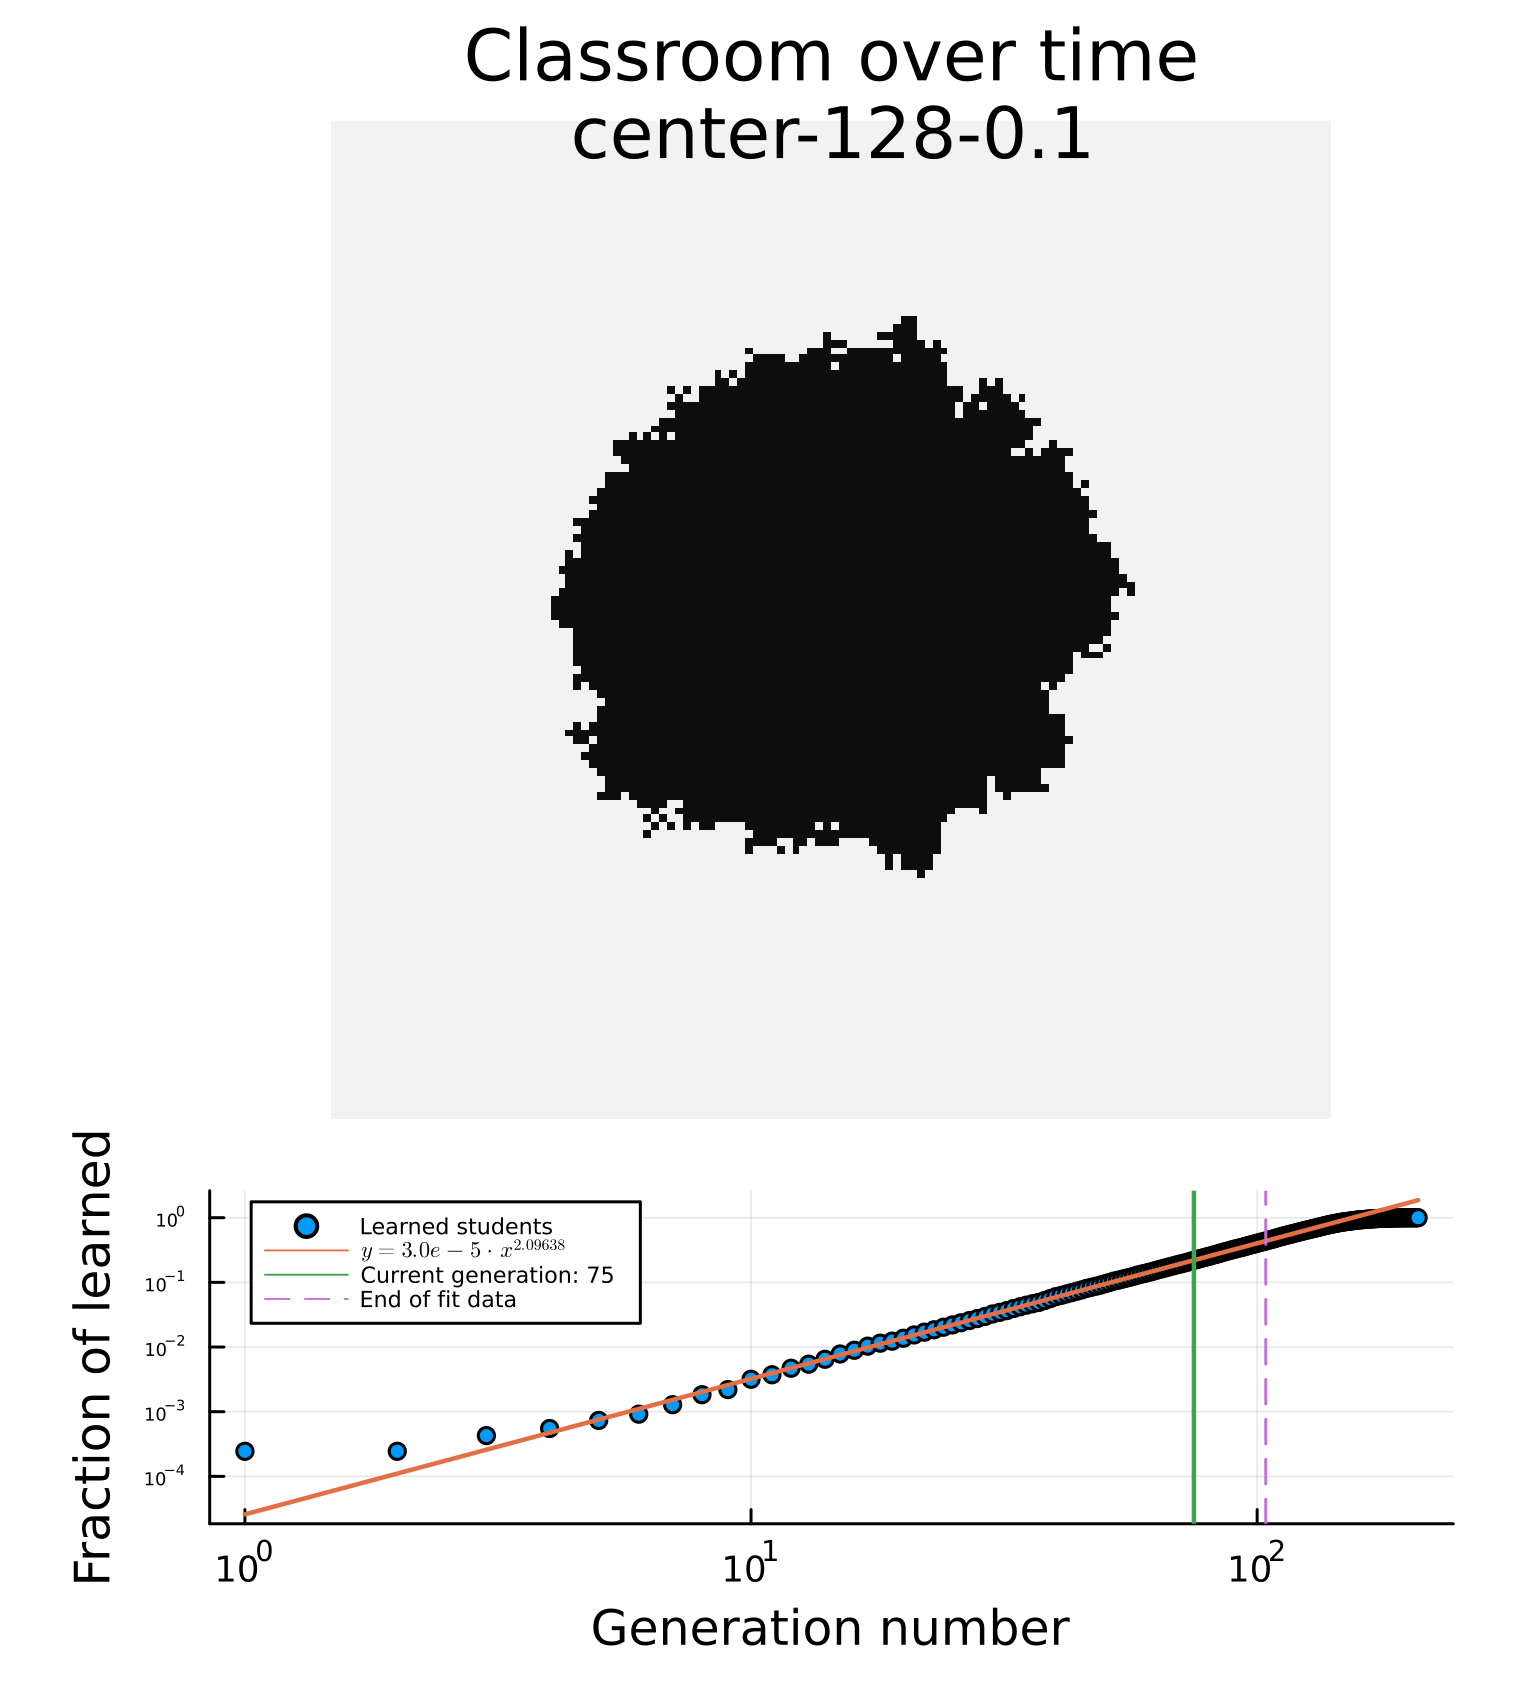 Classroom over time
center-128-0.1
Fraction of learned
10^0
10^-1
10^-2
10^-3
10^-4
Learned students
y = 3.0e − 5 · x^2.09638
Current generation: 75
End of fit data
10^0 10^1 10^2
Generation number